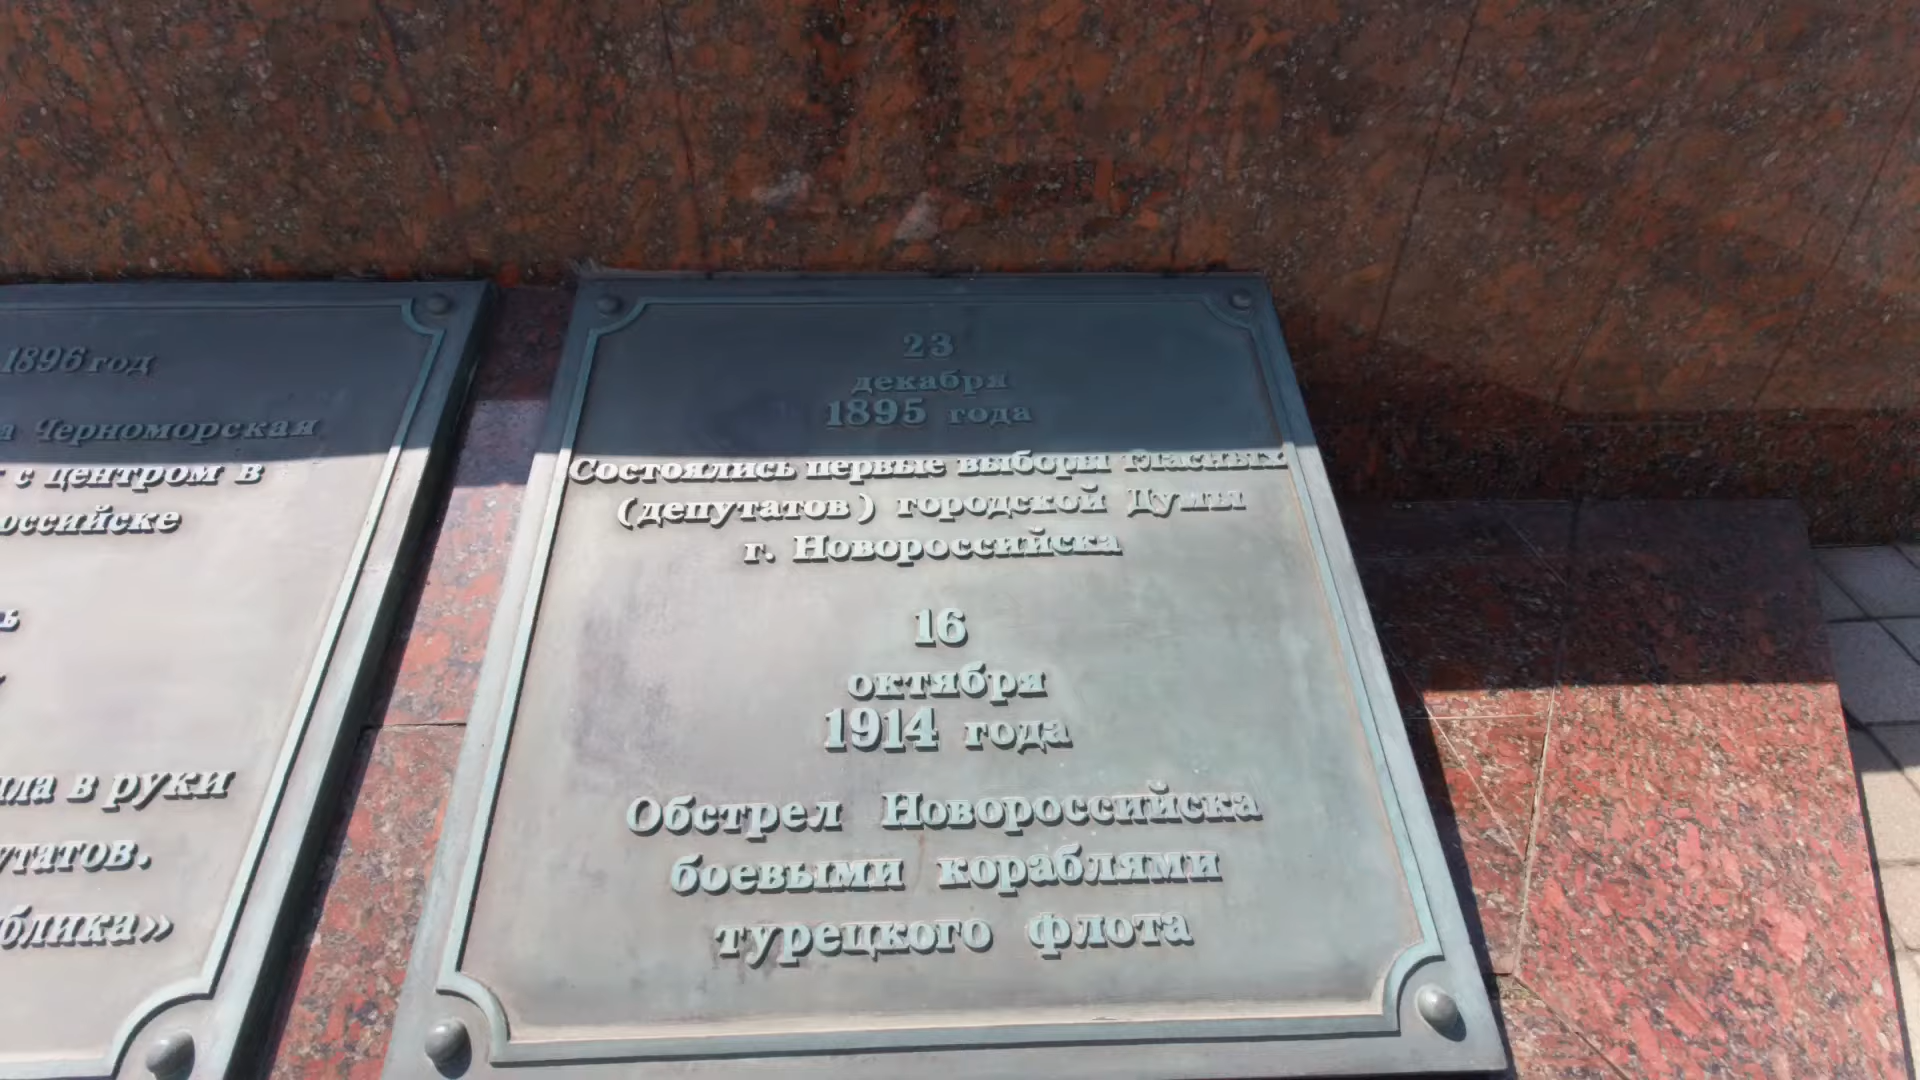 1896 год
Черноморская
с центром в
оссийске
ла в руки
утатов.
блика»
23
декабря
1895 года
Состоялись первые выборы гласных
(депутатов) городской Думы
г. Новороссийска
16
октября
1914 года
Обстрел Новороссийска
боевыми кораблями
турецкого флота